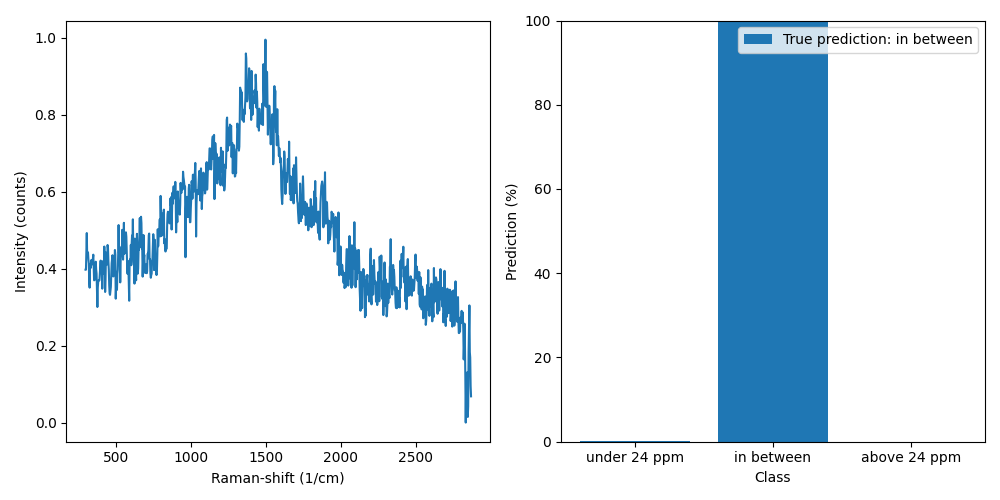 1.0
0.8
0.6
0.4
0.2
0.0
Intensity (counts)
500 1000 1500 2000 2500
Raman-shift (1/cm)
100
80
60
40
20
0
Prediction (%)
True prediction: in between
under 24 ppm in between above 24 ppm
Class